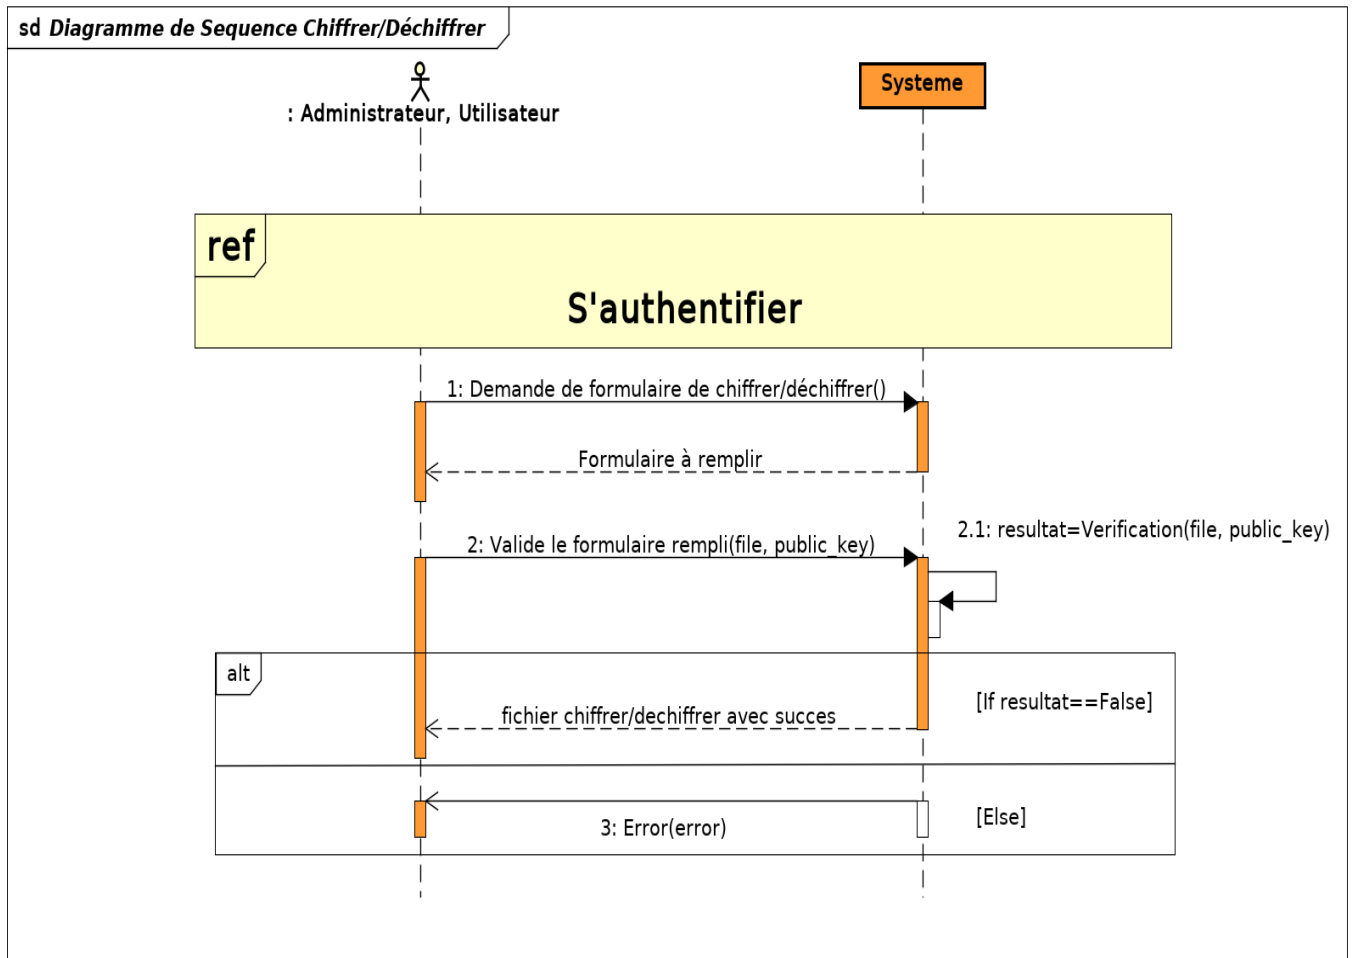 sd Diagramme de Sequence Chiffrer/Déchiffrer
: Administrateur, Utilisateur
Systeme
ref
S'authentifier
1: Demande de formulaire de chiffrer/déchiffrer()
Formulaire à remplir
2.1: resultat=Verification(file, public_key)
2: Valide le formulaire rempli(file, public_key)
alt
[If resultat==False]
fichier chiffrer/dechiffrer avec succes
[Else]
3: Error(error)